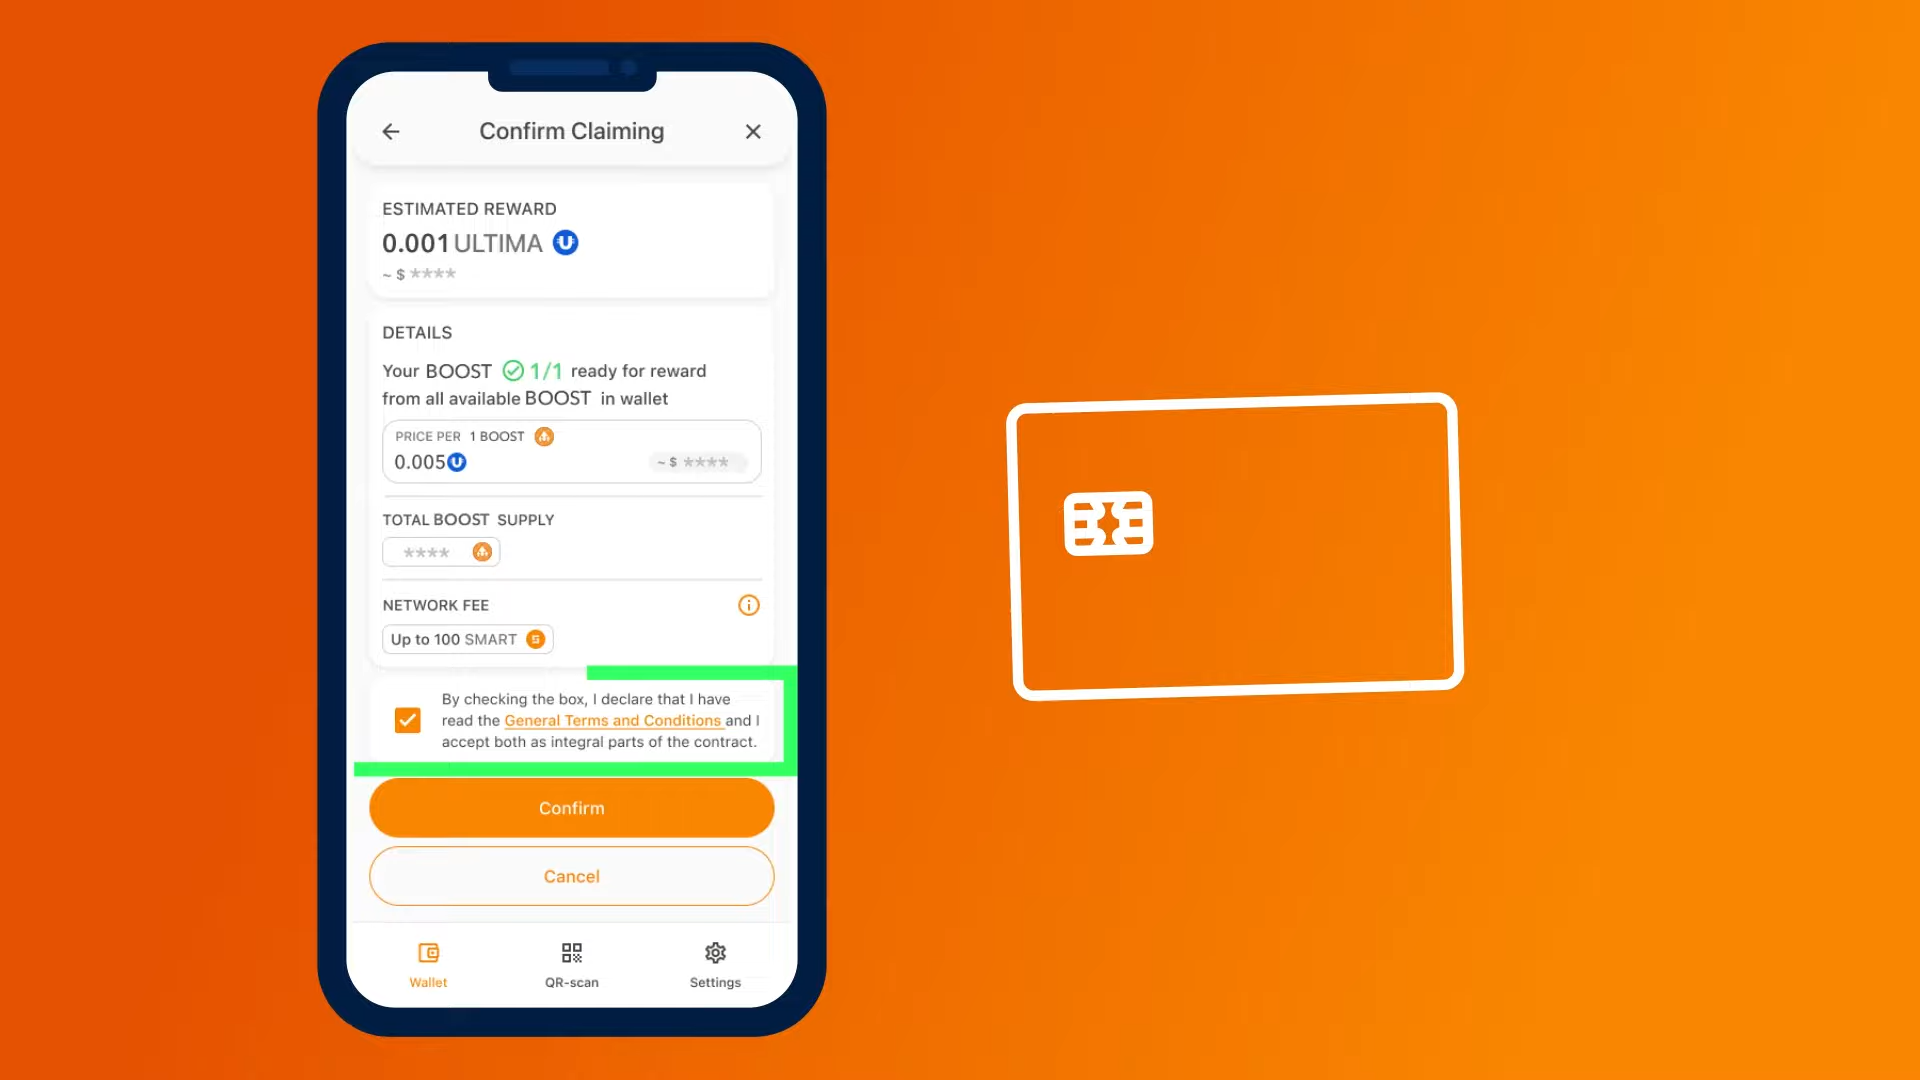 Confirm Claiming
ESTIMATED REWARD
0.001 ULTIMA
~ $ ****
DETAILS
Your BOOST 1/1 ready for reward
from all available BOOST in wallet
PRICE PER 1 BOOST
0.005
~ $ ****
TOTAL BOOST SUPPLY
****
NETWORK FEE
Up to 100 SMART
By checking the box, I declare that I have
read the General Terms and Conditions and I
accept both as integral parts of the contract.
Confirm
Cancel
Wallet
QR-scan
Settings